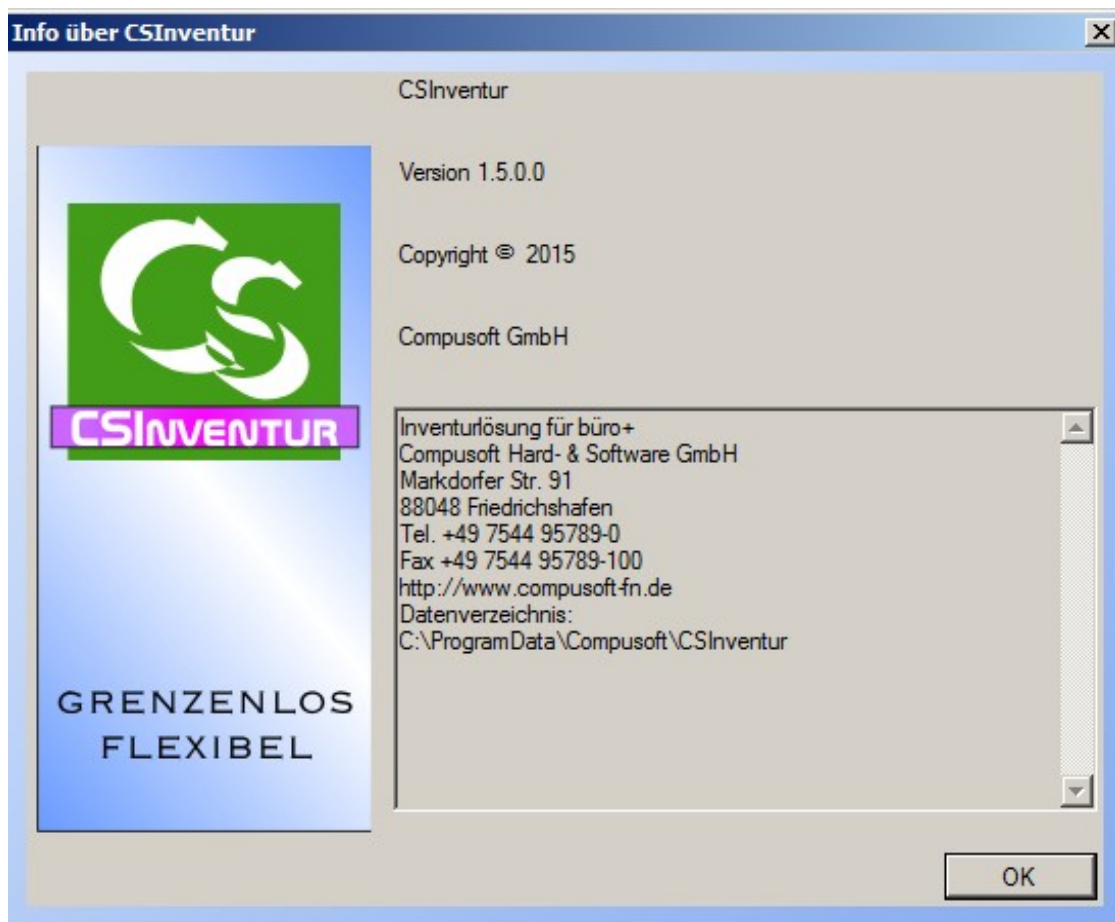 Info über CSInventur
CSInventur
Version 1.5.0.0
Copyright © 2015
Compusoft GmbH
CS
CSINVENTUR
GRENZENLOS
FLEXIBEL
Inventurlösung für büro+
Compusoft Hard- & Software GmbH
Markdorfer Str. 91
88048 Friedrichshafen
Tel. +49 7544 95789-0
Fax +49 7544 95789-100
http://www.compusoft-fn.de
Datenverzeichnis:
C:\ProgramData\Compusoft\CSInventur
OK